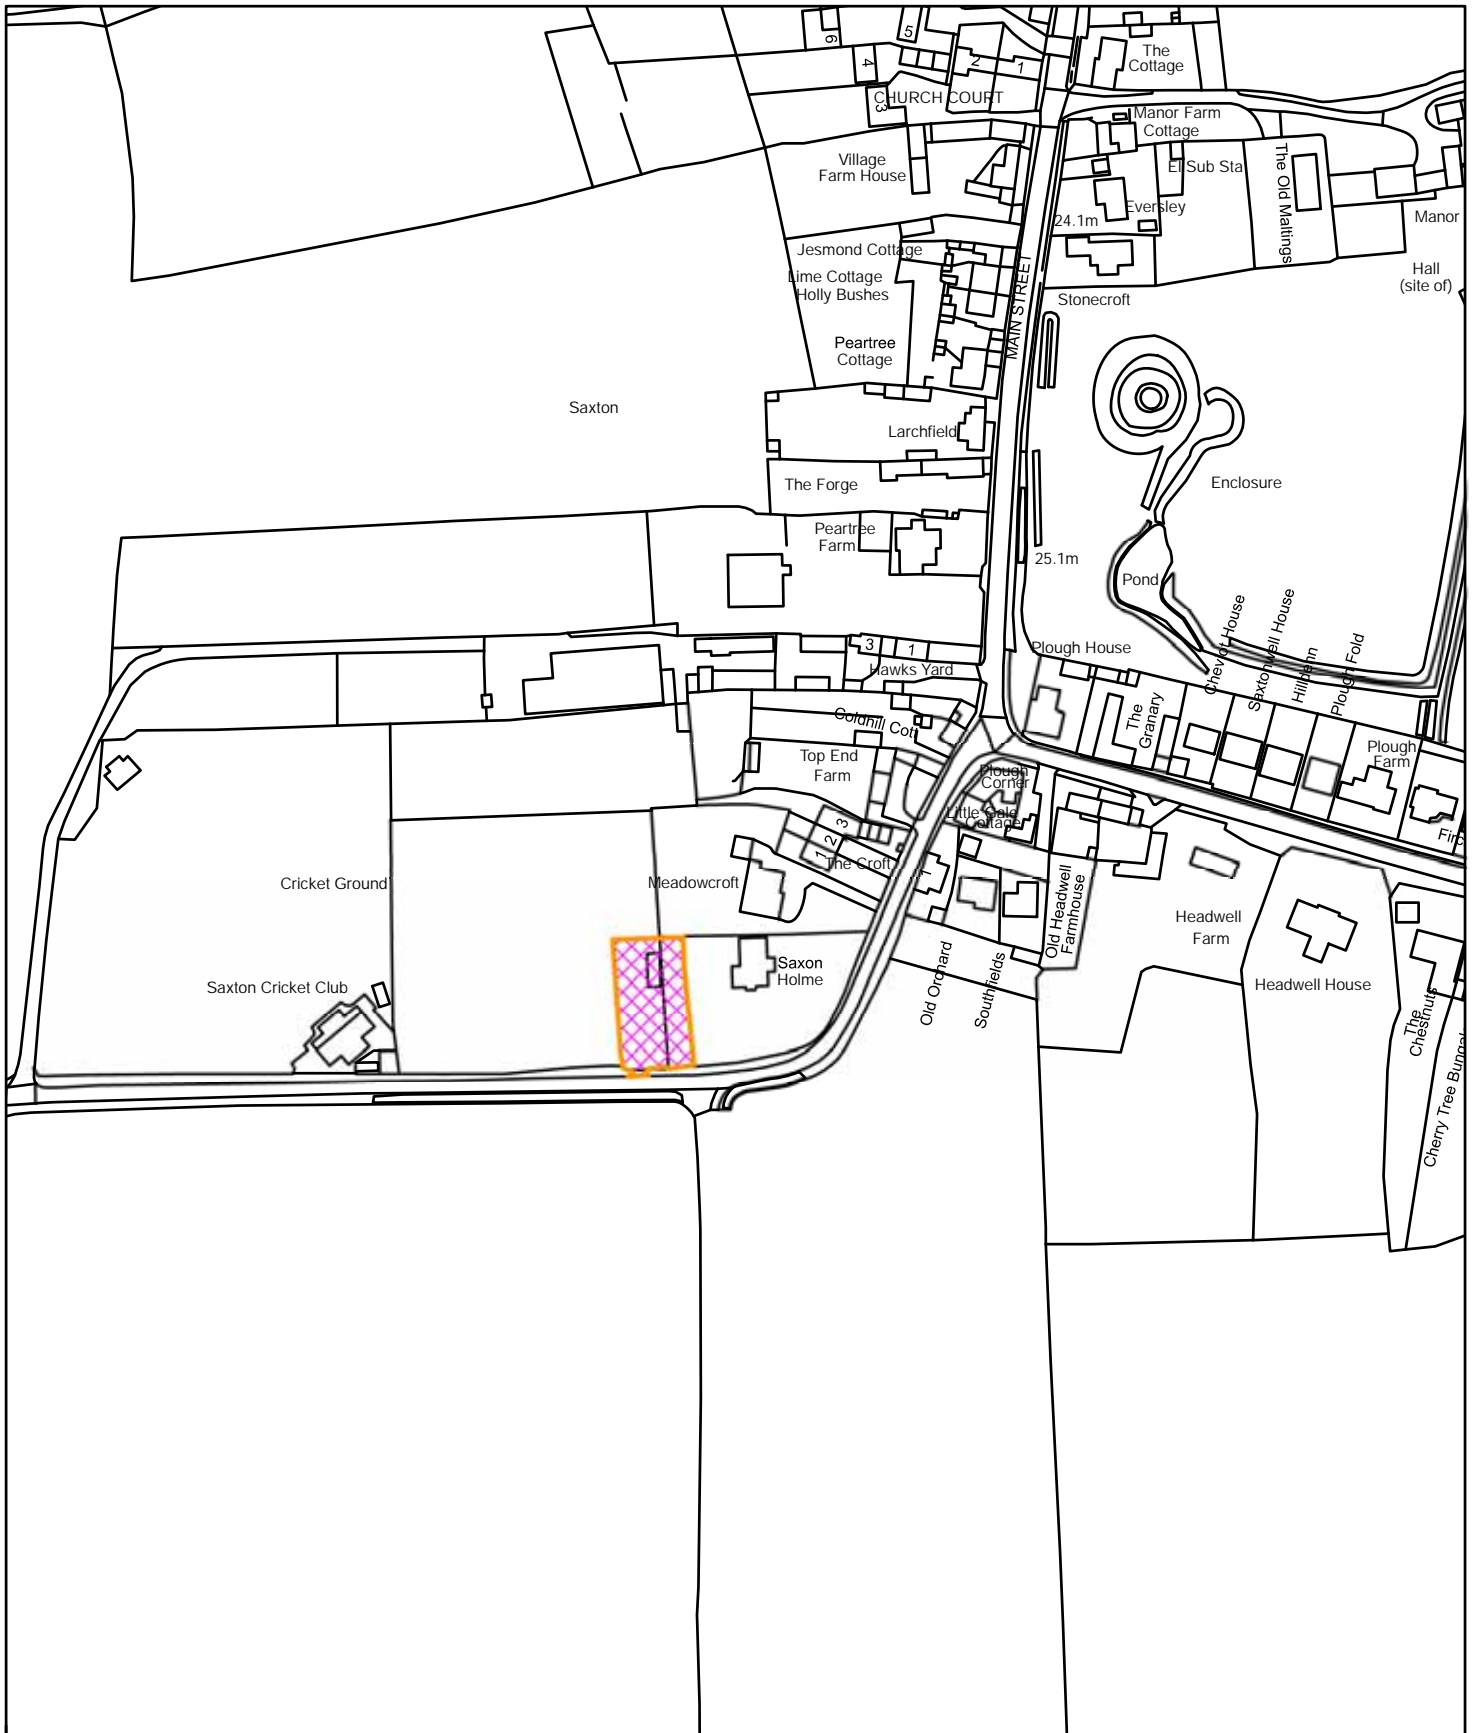 6
5
4
3
2
1
CHURCH COURT
The
Cottage
Manor Farm
Cottage
El Sub Sta
The Old Maltings
Village
Farm House
Eversley
24.1m
Manor
Hall
(site of)
Jesmond Cottage
Lime Cottage
Holly Bushes
Stonecroft
MAIN STREET
Peartree
Cottage
Saxton
Larchfield
The Forge
Enclosure
Peartree
Farm
25.1m
Pond
3
1
Hawks Yard
Plough House
Cheviot House
Saxtonwell House
Hillpenn
Plough Fold
The
Granary
Coldhill Cott
Top End
Farm
Plough
Farm
Plough
Corner
Little Gale
Cottage
3
2
1
The Croft
1
Cricket Ground
Meadowcroft
Old Headwell
Farmhouse
Headwell
Farm
Saxon
Holme
Old Orchard
Southfields
Headwell House
Saxton Cricket Club
The
Chestnuts